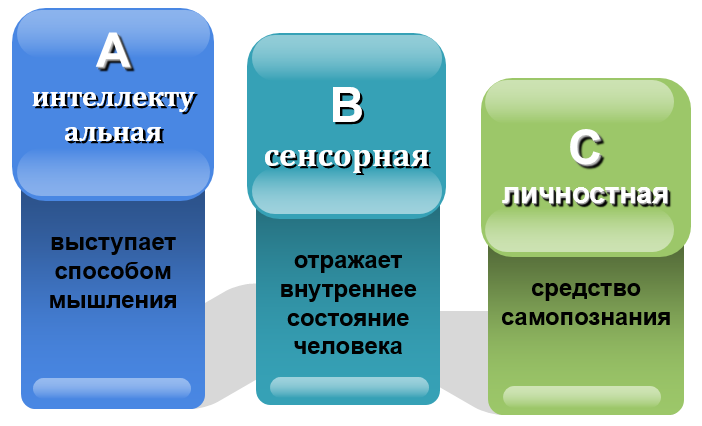 А
интеллекту
альная
выступает
способом
мышления
В
сенсорная
отражает
внутреннее
состояние
человека
С
личностная
средство
самопознания